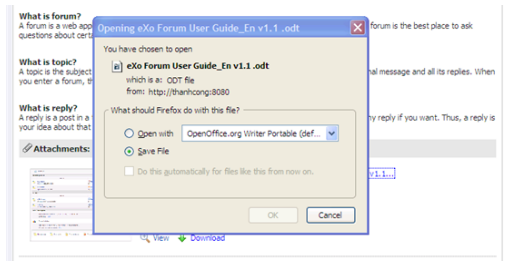 What is forum?
A forum is a web app
forum is the best place to ask
questions about cert
What is topic?
A topic is the subject
nal message and all its replies. When
you enter a forum, th
What is reply?
A reply is a post in a
ny reply if you want. Thus, a reply is
your idea about that
Attachments:
v1.1...
View Download
Opening eXo Forum User Guide_En v1.1 .odt
You have chosen to open
eXo Forum User Guide_En v1.1 .odt
which is a: ODT file
from: http://thanhcong:8080
What should Firefox do with this file?
Open with OpenOffice.org Writer Portable (def...
Save File
Do this automatically for files like this from now on.
OK Cancel